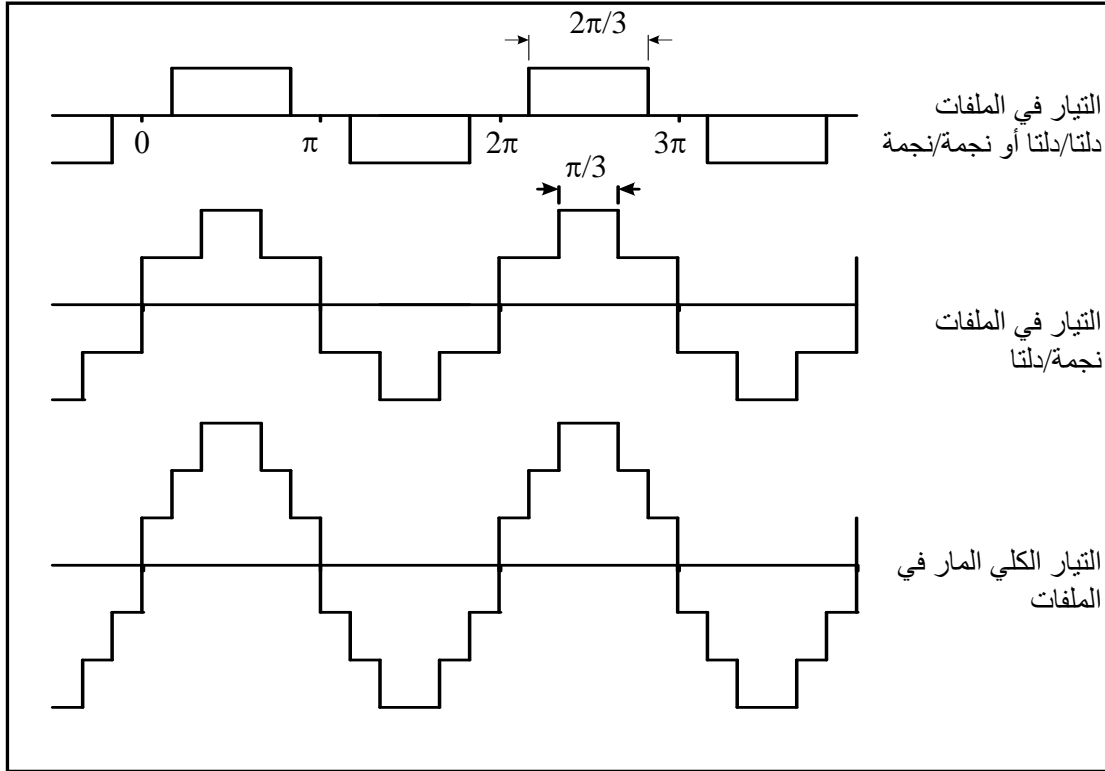 2π/3
التيار في الملفات
دلتا/دلتا أو نجمة/نجمة
0 π 2π 3π
π/3
التيار في الملفات
نجمة/دلتا
التيار الكلي المار في
الملفات